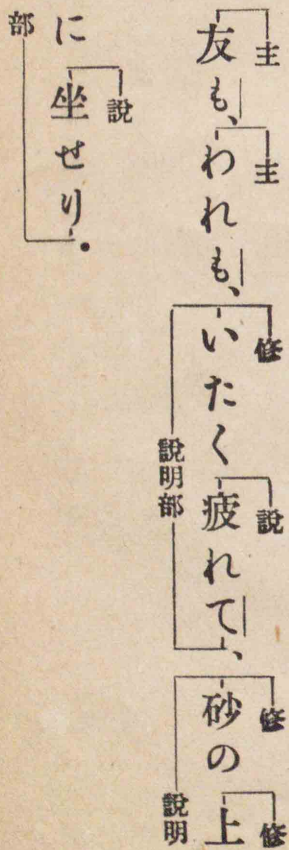 主 主 修 説 修 修
友も、われも、いたく疲れて、砂の上
説明部 説明
説
に坐せり。
部